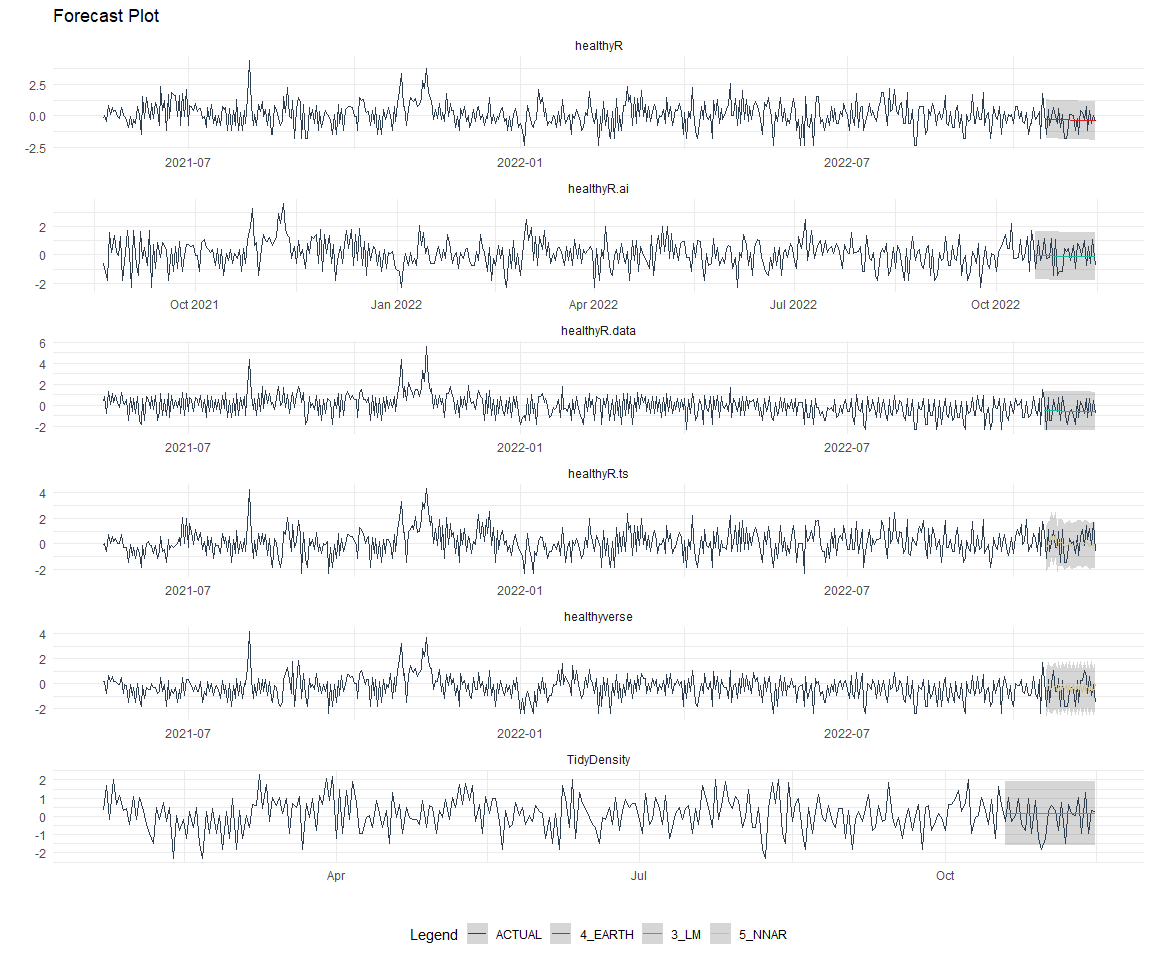 Forecast Plot
healthyR
2.5
0.0
-2.5
2021-07 2022-01 2022-07
healthyR.ai
2
0
-2
Oct 2021 Jan 2022 Apr 2022 Jul 2022 Oct 2022
healthyR.data
6
4
2
0
-2
2021-07 2022-01 2022-07
healthyR.ts
4
2
0
-2
2021-07 2022-01 2022-07
healthyverse
4
2
0
-2
2021-07 2022-01 2022-07
TidyDensity
2
1
0
-1
-2
Apr Jul Oct
Legend ACTUAL 4_EARTH 3_LM 5_NNAR